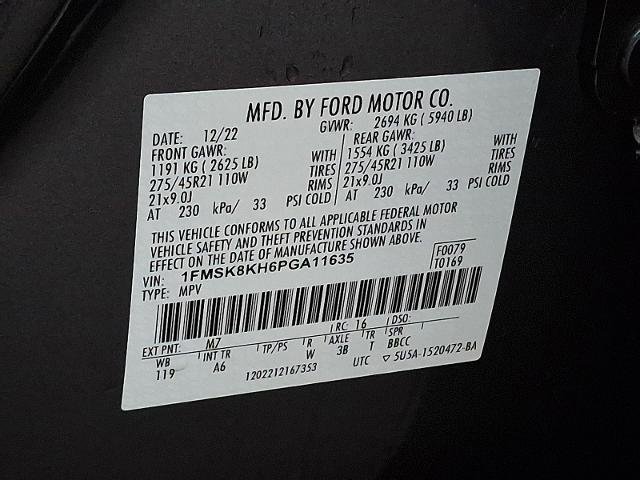 MFD. BY FORD MOTOR CO.
DATE: 12/22 GVWR: 2694 KG ( 5940 LB)
FRONT GAWR: REAR GAWR:
1191 KG ( 2625 LB) WITH 1554 KG ( 3425 LB) WITH
275/45R21 110W TIRES 275/45R21 110W TIRES
21x9.0J RIMS 21x9.0J RIMS
AT 230 kPa/ 33 PSI COLD AT 230 kPa/ 33 PSI COLD
THIS VEHICLE CONFORMS TO ALL APPLICABLE FEDERAL MOTOR
VEHICLE SAFETY AND THEFT PREVENTION STANDARDS IN
EFFECT ON THE DATE OF MANUFACTURE SHOWN ABOVE.
VIN: 1FMSK8KH6PGA11635 F0079
TYPE: MPV T0169
EXT PNT: M7 RC: 16 DSO:
WB INT TR TP/PS R AXLE TR SPR
119 A6 W 3B T BBCC
1202212167353 UTC ▽ 5U5A-1520472-BA